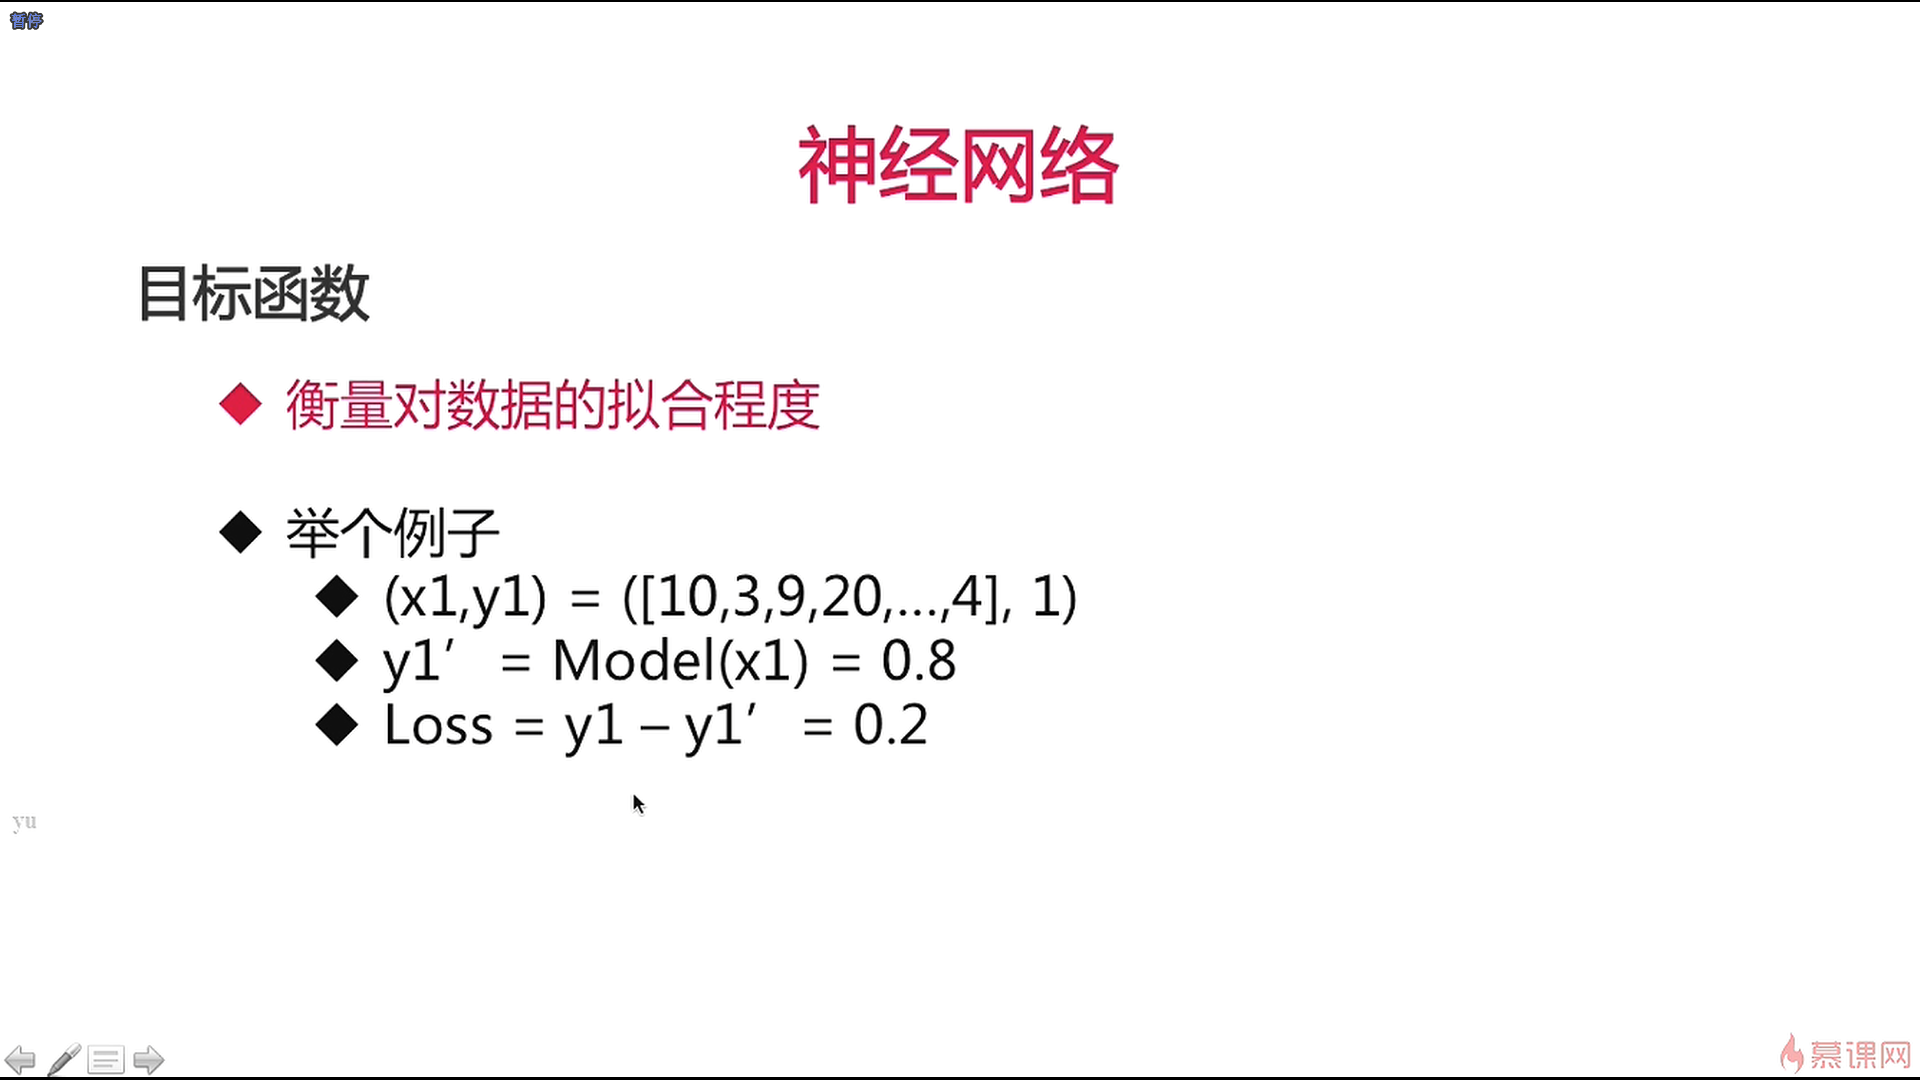 暂停
神经网络
目标函数
衡量对数据的拟合程度
举个例子
(x1,y1) = ([10,3,9,20,...,4], 1)
y1′ = Model(x1) = 0.8
Loss = y1 – y1′ = 0.2
yu
慕课网